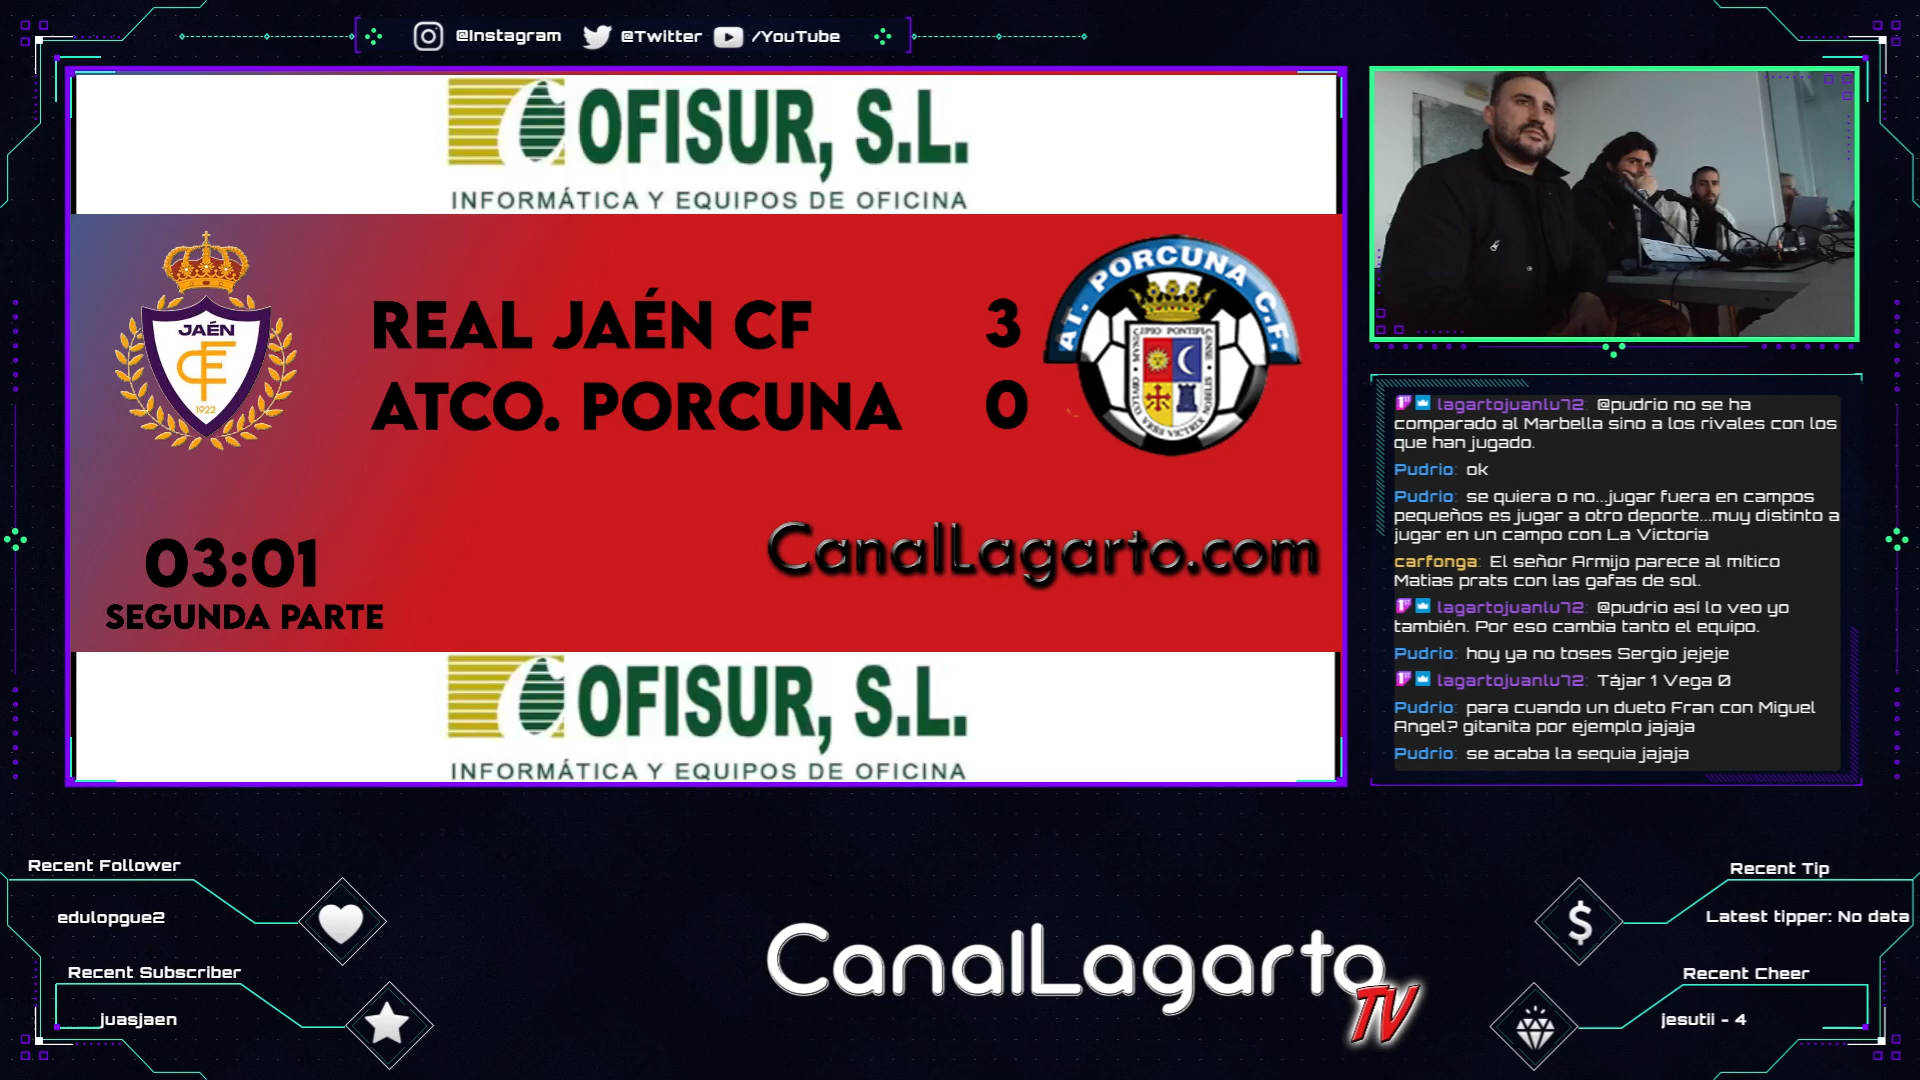 @Instagram @Twitter /YouTube
OFISUR, S.L.
INFORMÁTICA Y EQUIPOS DE OFICINA
JAÉN
CF
1922
REAL JAÉN CF 3
ATCO. PORCUNA 0
AT. PORCUNA C.F.
03:01
SEGUNDA PARTE
CanalLagarto.com
OFISUR, S.L.
INFORMÁTICA Y EQUIPOS DE OFICINA
lagartojuanlu72: @pudrio no se ha
comparado al Marbella sino a los rivales con los
que han jugado.
Pudrio: ok
Pudrio: se quiera o no...jugar fuera en campos
pequeños es jugar a otro deporte...muy distinto a
jugar en un campo con La Victoria
carfonga: El señor Armijo parece al mítico
Matias prats con las gafas de sol.
lagartojuanlu72: @pudrio asi lo veo yo
también. Por eso cambia tanto el equipo.
Pudrio: hoy ya no toses Sergio jejeje
lagartojuanlu72: Tájar 1 Vega 0
Pudrio: para cuando un dueto Fran con Miguel
Angel? gitanita por ejemplo jajaja
Pudrio: se acaba la sequia jajaja
Recent Follower
edulopgue2
Recent Subscriber
juasjaen
CanalLagarto
TV
Recent Tip
Latest tipper: No data
Recent Cheer
jesutii - 4